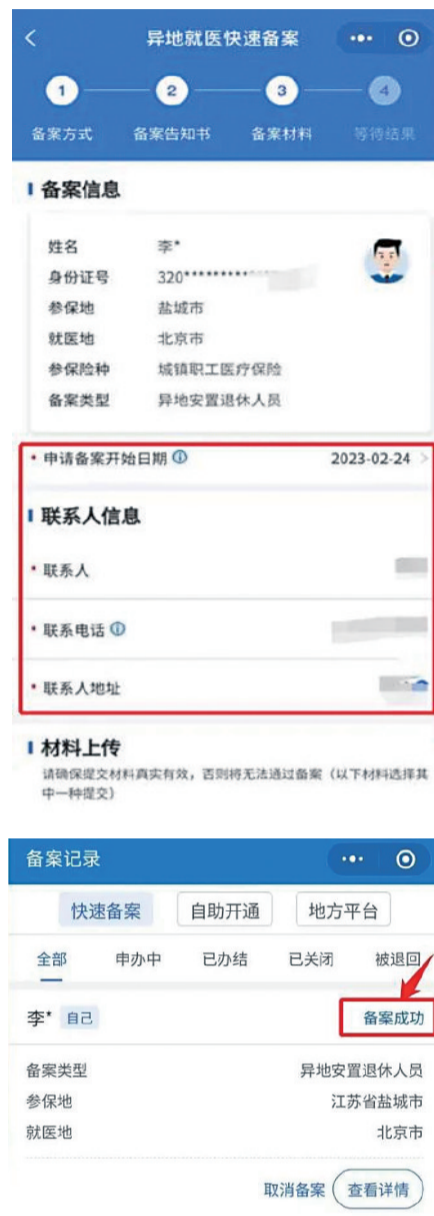 异地就医快速备案
1 2 3 4
备案方式 备案告知书 备案材料 等待结果
备案信息
姓名 李*
身份证号 320***********
参保地 盐城市
就医地 北京市
参保险种 城镇职工医疗保险
备案类型 异地安置退休人员
* 申请备案开始日期 2023-02-24 >
联系人信息
* 联系人
* 联系电话
* 联系人地址
材料上传
请确保提交材料真实有效，否则将无法通过备案（以下材料选择其
中一种提交）
备案记录
快速备案 自助开通 地方平台
全部 申办中 已办结 已关闭 被退回
李* 自己 备案成功
备案类型 异地安置退休人员
参保地 江苏省盐城市
就医地 北京市
取消备案 查看详情